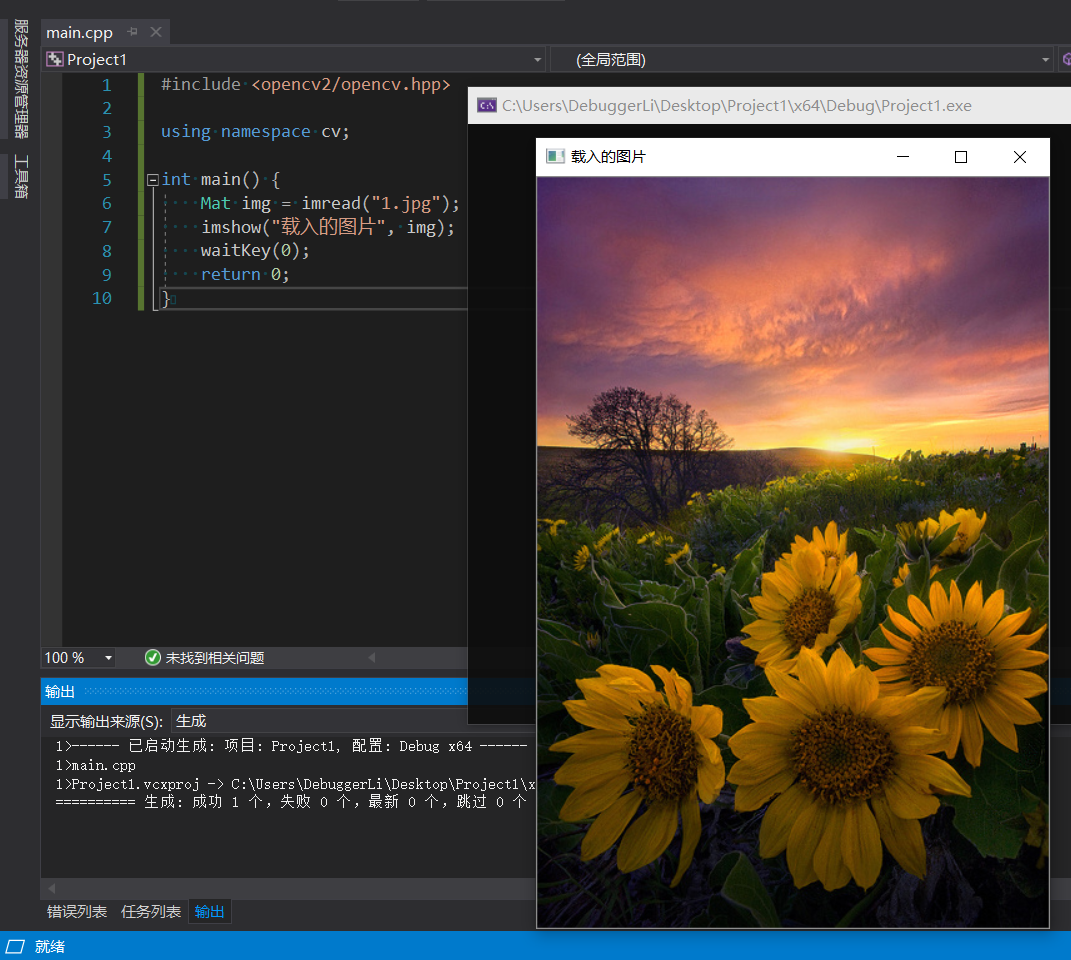 服务器资源管理器
工具箱
main.cpp
Project1
(全局范围)
1 #include <opencv2/opencv.hpp>
2
3 using namespace cv;
4
5 int main() {
6 Mat img = imread("1.jpg");
7 imshow("载入的图片", img);
8 waitKey(0);
9 return 0;
10 }
C:\Users\DebuggerLi\Desktop\Project1\x64\Debug\Project1.exe
载入的图片
100 %
未找到相关问题
输出
显示输出来源(S): 生成
1>------ 已启动生成: 项目: Project1, 配置: Debug x64 ------
1>main.cpp
1>Project1.vcxproj -> C:\Users\DebuggerLi\Desktop\Project1\x
========== 生成: 成功 1 个，失败 0 个，最新 0 个，跳过 0 个
错误列表 任务列表 输出
就绪